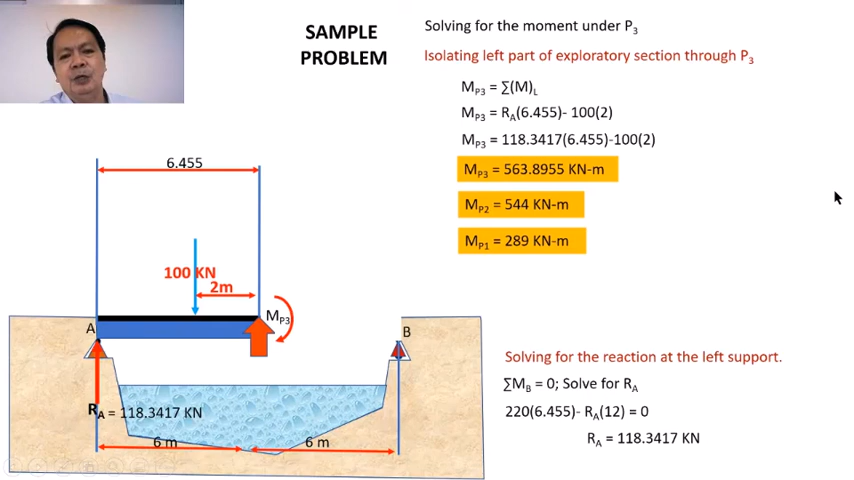 SAMPLE
PROBLEM
Solving for the moment under P3
Isolating left part of exploratory section through P3
MP3 = ∑(M)L
MP3 = RA(6.455)- 100(2)
MP3 = 118.3417(6.455)-100(2)
MP3 = 563.8955 KN-m
MP2 = 544 KN-m
MP1 = 289 KN-m
6.455
100 KN
2m
MP3
A
B
RA = 118.3417 KN
6 m
6 m
Solving for the reaction at the left support.
∑MB = 0; Solve for RA
220(6.455)- RA(12) = 0
RA = 118.3417 KN